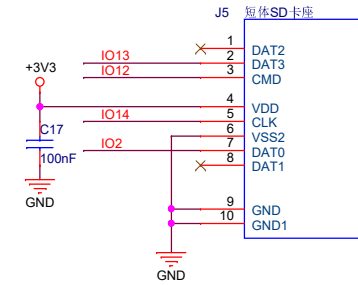 J5 短体SD卡座
1 DAT2
IO13 2 DAT3
IO12 3 CMD
+3V3
4 VDD
IO14 5 CLK
6 VSS2
C17
100nF
IO2 7 DAT0
8 DAT1
GND
9 GND
10 GND1
GND